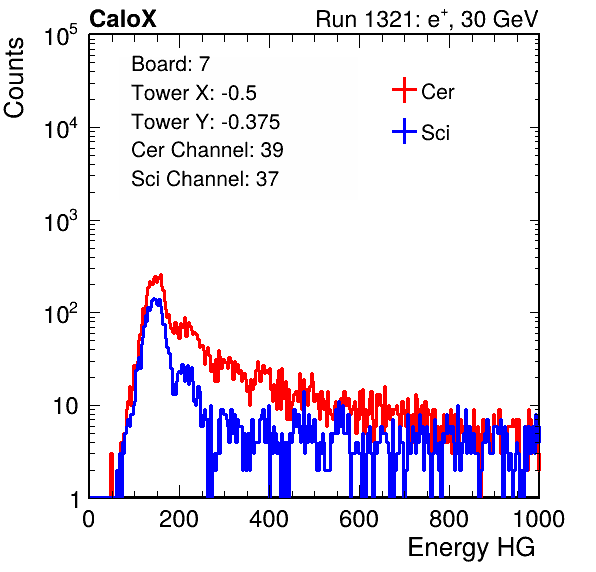 CaloX Run 1321: e⁺, 30 GeV
Counts
10⁵
10⁴
10³
10²
10
1
Board: 7
Tower X: -0.5
Tower Y: -0.375
Cer Channel: 39
Sci Channel: 37
Cer
Sci
0 200 400 600 800 1000
Energy HG